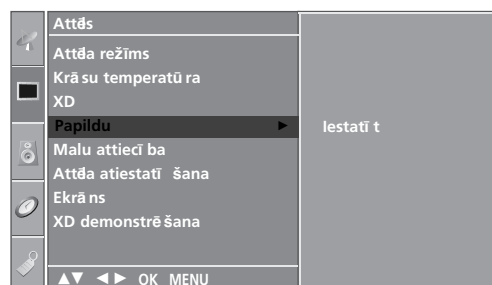 Attēls
Attēla režīms
Krāsu temperatūra
XD
Papildu ► Iestatīt
Malu attiecība
Attēla atiestatīšana
Ekrāns
XD demonstrēšana
▲▼ ◄► OK MENU